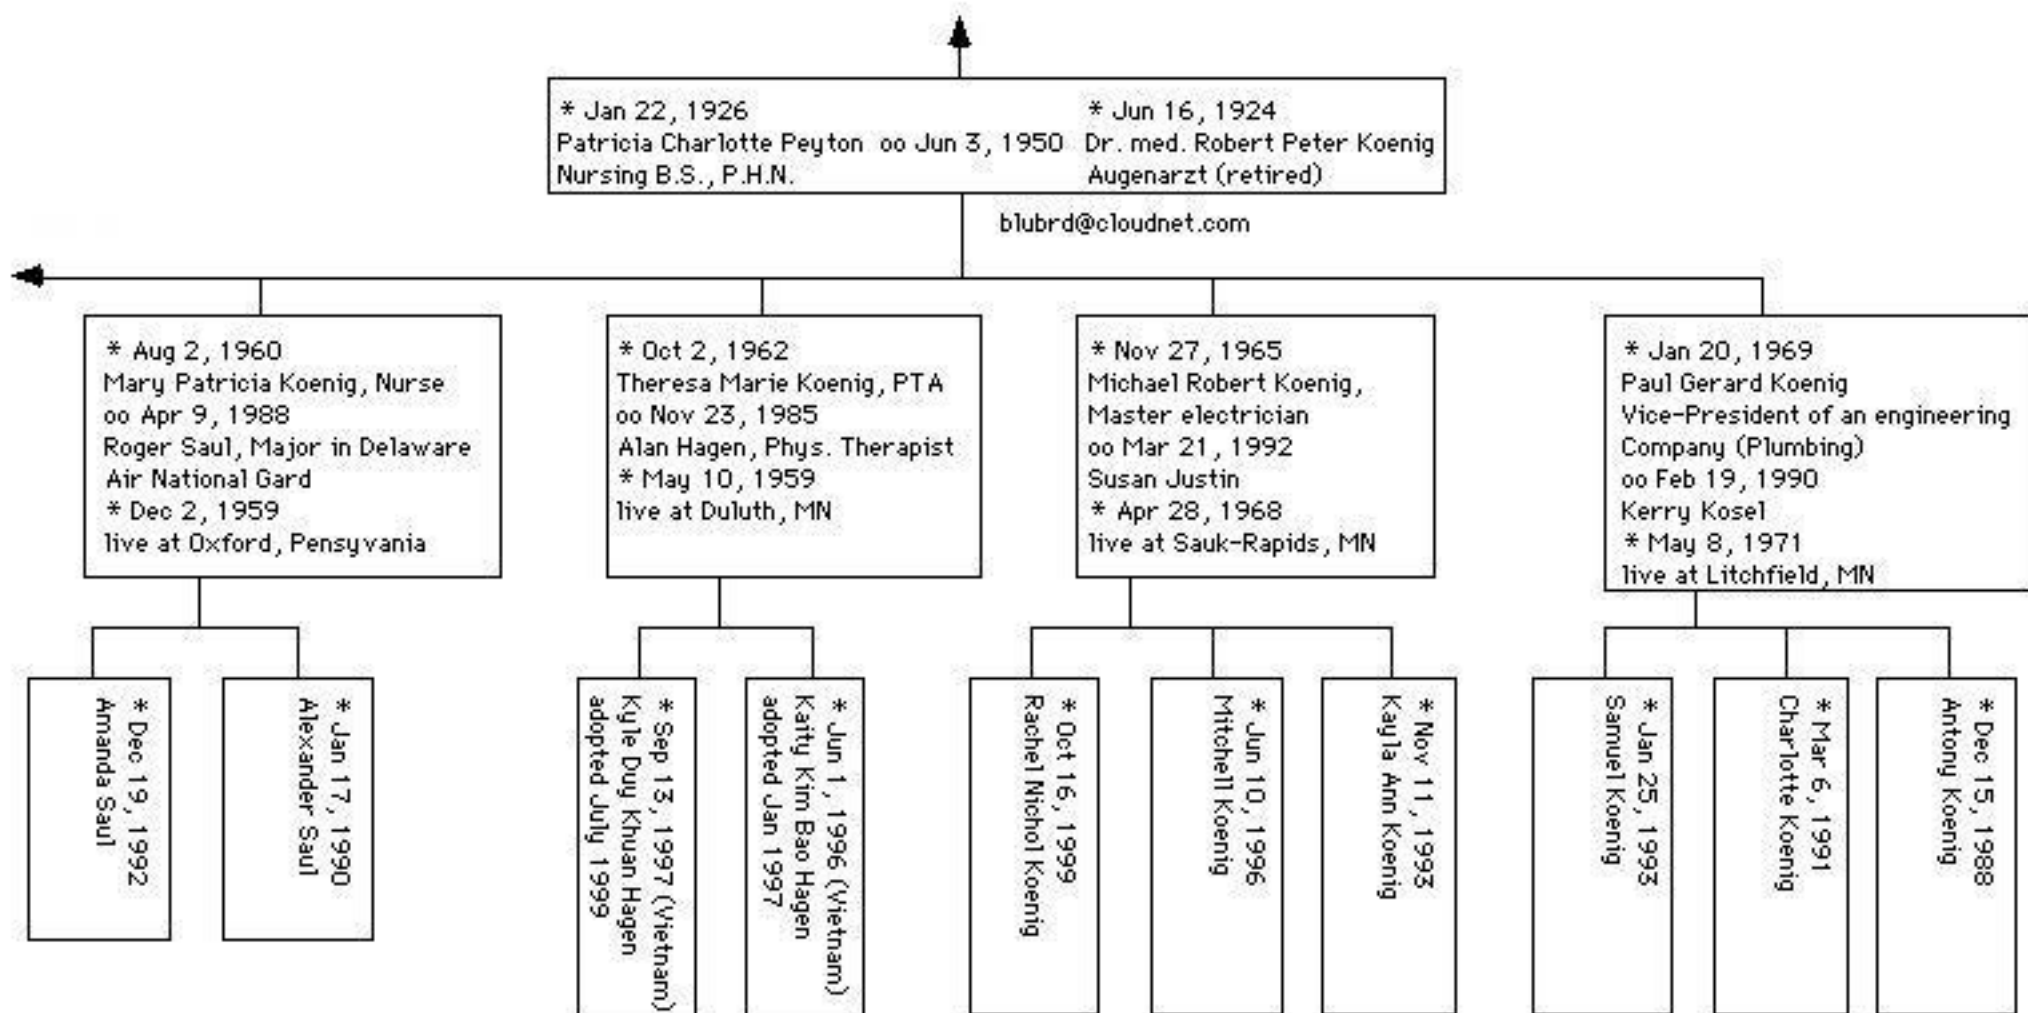 * Jan 22, 1926
Patricia Charlotte Peyton oo Jun 3, 1950
Nursing B.S., P.H.N.
* Jun 16, 1924
Dr. med. Robert Peter Koenig
Augenarzt (retired)
blubrd@cloudnet.com
* Aug 2, 1960
Mary Patricia Koenig, Nurse
oo Apr 9, 1988
Roger Saul, Major in Delaware
Air National Gard
* Dec 2, 1959
live at Oxford, Pensyvania
* Oct 2, 1962
Theresa Marie Koenig, PTA
oo Nov 23, 1985
Alan Hagen, Phys. Therapist
* May 10, 1959
live at Duluth, MN
* Nov 27, 1965
Michael Robert Koenig,
Master electrician
oo Mar 21, 1992
Susan Justin
* Apr 28, 1968
live at Sauk-Rapids, MN
* Jan 20, 1969
Paul Gerard Koenig
Vice-President of an engineering
Company (Plumbing)
oo Feb 19, 1990
Kerry Kosel
* May 8, 1971
live at Litchfield, MN
* Dec 19, 1992
Amanda Saul
* Jan 17, 1990
Alexander Saul
* Sep 13, 1997 (Vietnam)
Kyle Duy Khuan Hagen
adopted July 1999
* Jun 1, 1996 (Vietnam)
Kaity Kim Bao Hagen
adopted Jan 1997
* Oct 16, 1999
Rachel Nichol Koenig
* Jun 10, 1996
Mitchell Koenig
* Nov 11, 1993
Kayla Ann Koenig
* Jan 25, 1993
Samuel Koenig
* Mar 6, 1991
Charlotte Koenig
* Dec 15, 1988
Antony Koenig